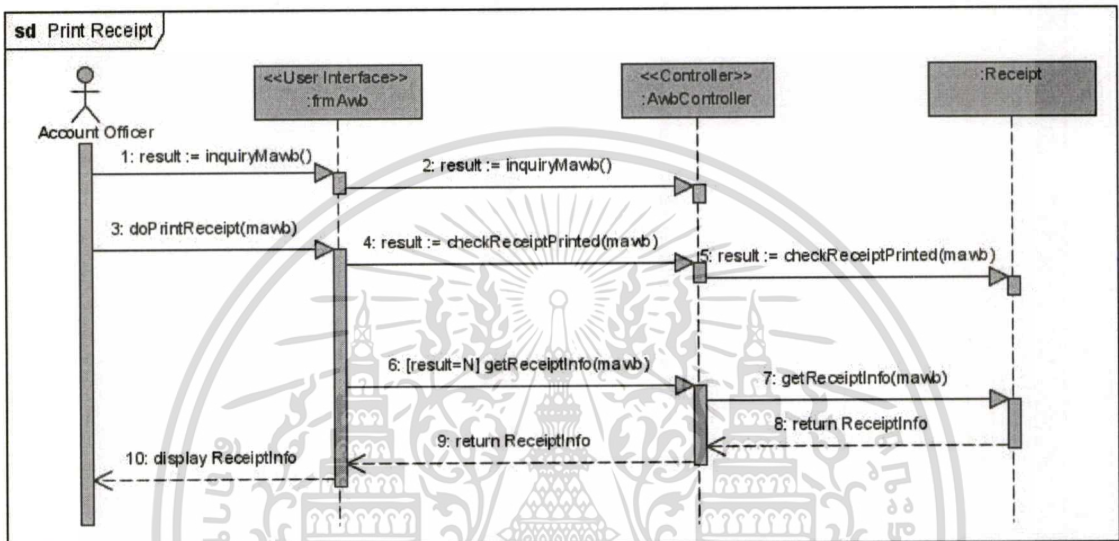 sd Print Receipt
<<User Interface>>
:frmAwb
<<Controller>>
:AwbController
:Receipt
Account Officer
1: result := inquiryMawb()
2: result := inquiryMawb()
3: doPrintReceipt(mawb)
4: result := checkReceiptPrinted(mawb)
5: result := checkReceiptPrinted(mawb)
6: [result=N] getReceiptInfo(mawb)
7: getReceiptInfo(mawb)
8: return ReceiptInfo
9: return ReceiptInfo
10: display ReceiptInfo